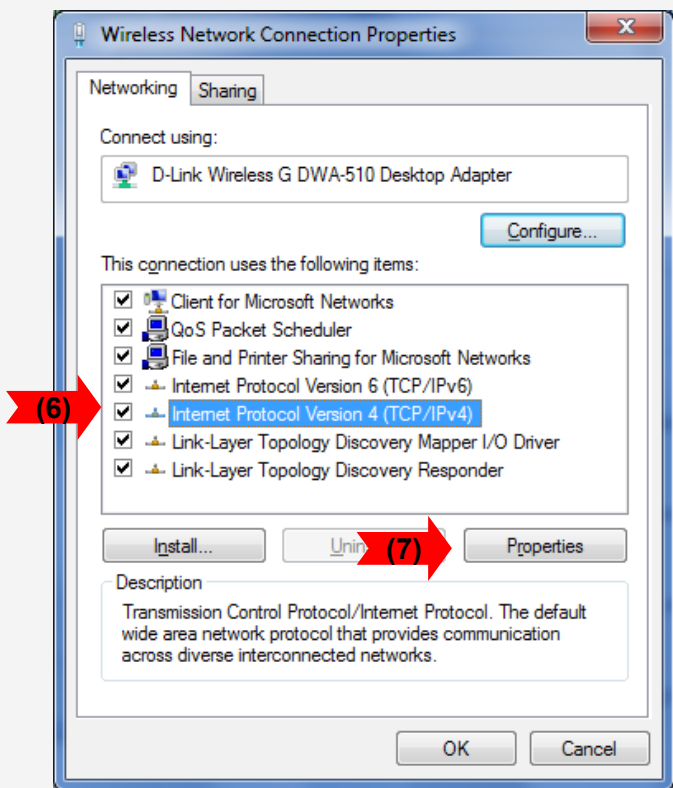 Wireless Network Connection Properties
Networking Sharing
Connect using:
D-Link Wireless G DWA-510 Desktop Adapter
Configure...
This connection uses the following items:
Client for Microsoft Networks
QoS Packet Scheduler
File and Printer Sharing for Microsoft Networks
Internet Protocol Version 6 (TCP/IPv6)
(6) Internet Protocol Version 4 (TCP/IPv4)
Link-Layer Topology Discovery Mapper I/O Driver
Link-Layer Topology Discovery Responder
Install... (7) Properties
Description
Transmission Control Protocol/Internet Protocol. The default
wide area network protocol that provides communication
across diverse interconnected networks.
OK Cancel